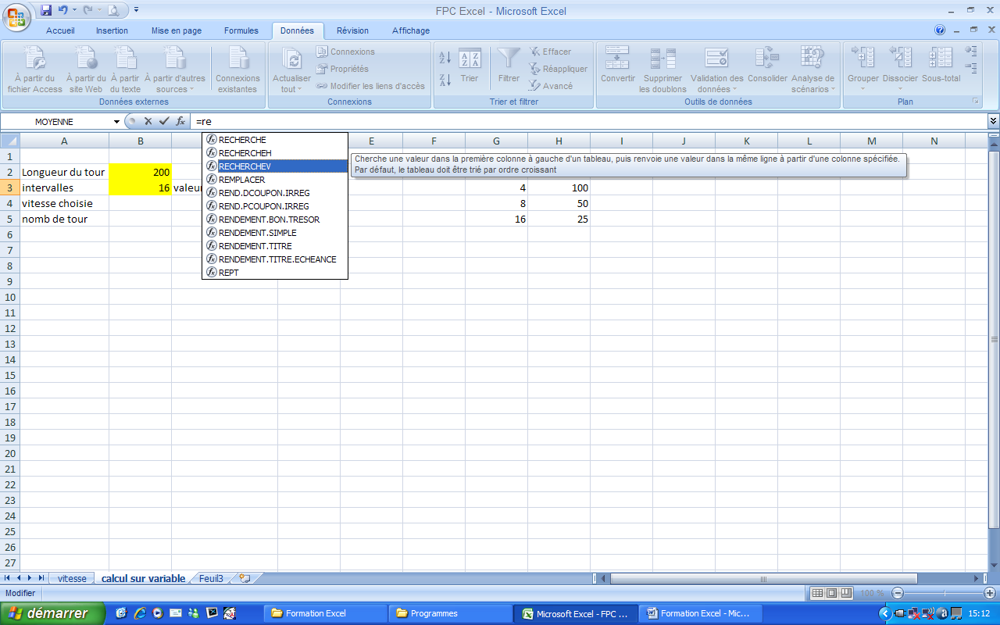 FPC Excel - Microsoft Excel
Accueil Insertion Mise en page Formules Données Révision Affichage
À partir du fichier Access
À partir du site Web
À partir du texte
À partir d'autres sources
Connexions existantes
Données externes
Actualiser tout
Connexions
Propriétés
Modifier les liens d'accès
Connexions
Trier
Filtrer
Effacer
Réappliquer
Avancé
Trier et filtrer
Convertir
Supprimer les doublons
Validation des données
Consolider
Analyse de scénarios
Outils de données
Grouper
Dissocier
Sous-total
Plan
MOYENNE
=re
A B E F G H I J K L M N
1
2 Longueur du tour 200
3 intervalles 16 valeur 4 100
4 vitesse choisie 8 50
5 nomb de tour 16 25
6
7
8
9
10
11
12
13
14
15
16
17
18
19
20
21
22
23
24
25
26
27
RECHERCHE
RECHERCHEH
RECHERCHEV
REMPLACER
REND.DCOUPON.IRREG
REND.PCOUPON.IRREG
RENDEMENT.BON.TRESOR
RENDEMENT.SIMPLE
RENDEMENT.TITRE
RENDEMENT.TITRE.ECHEANCE
REPT
Cherche une valeur dans la première colonne à gauche d'un tableau, puis renvoie une valeur dans la même ligne à partir d'une colonne spécifiée.
Par défaut, le tableau doit être trié par ordre croissant
vitesse calcul sur variable Feuil3
Modifier 100 %
démarrer Formation Excel Programmes Microsoft Excel - FPC ... Formation Excel - Mic... 15:12